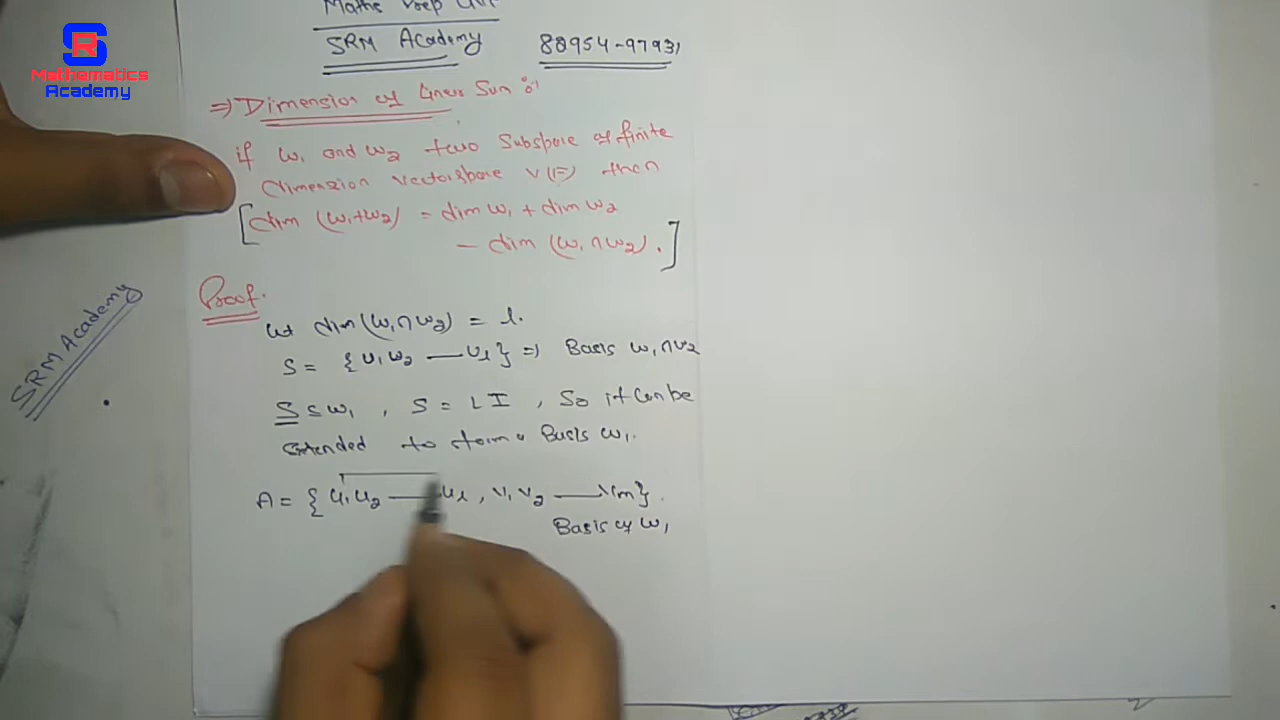 SR
Mathematics
Academy
Maths Prep
SRM Academy 88954-97931
=> Dimension of Linear Sum :-
if W1 and W2 two Subspace of finite
dimension vectorspace V(F) then
[dim (W1+W2) = dim W1 + dim W2
- dim (W1∩W2).]
Proof.
Let dim(W1∩W2) = l.
S = {U1 U2 — Ul} => Basis W1∩W2
S ⊆ W1 , S = LI , So it can be
Extended to form a Basis W1.
A = {U1 U2 — Ul , V1 V2 — Vm}.
Basis of W1
SRM Academy